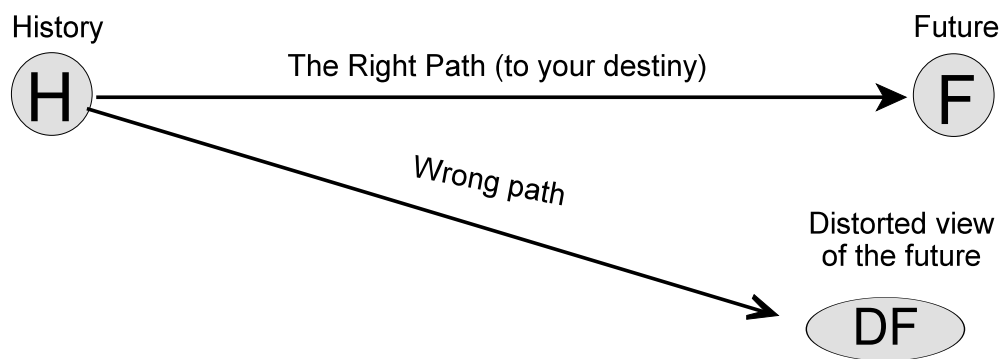 History
Future
The Right Path (to your destiny)
H
F
Wrong path
Distorted view
of the future
DF